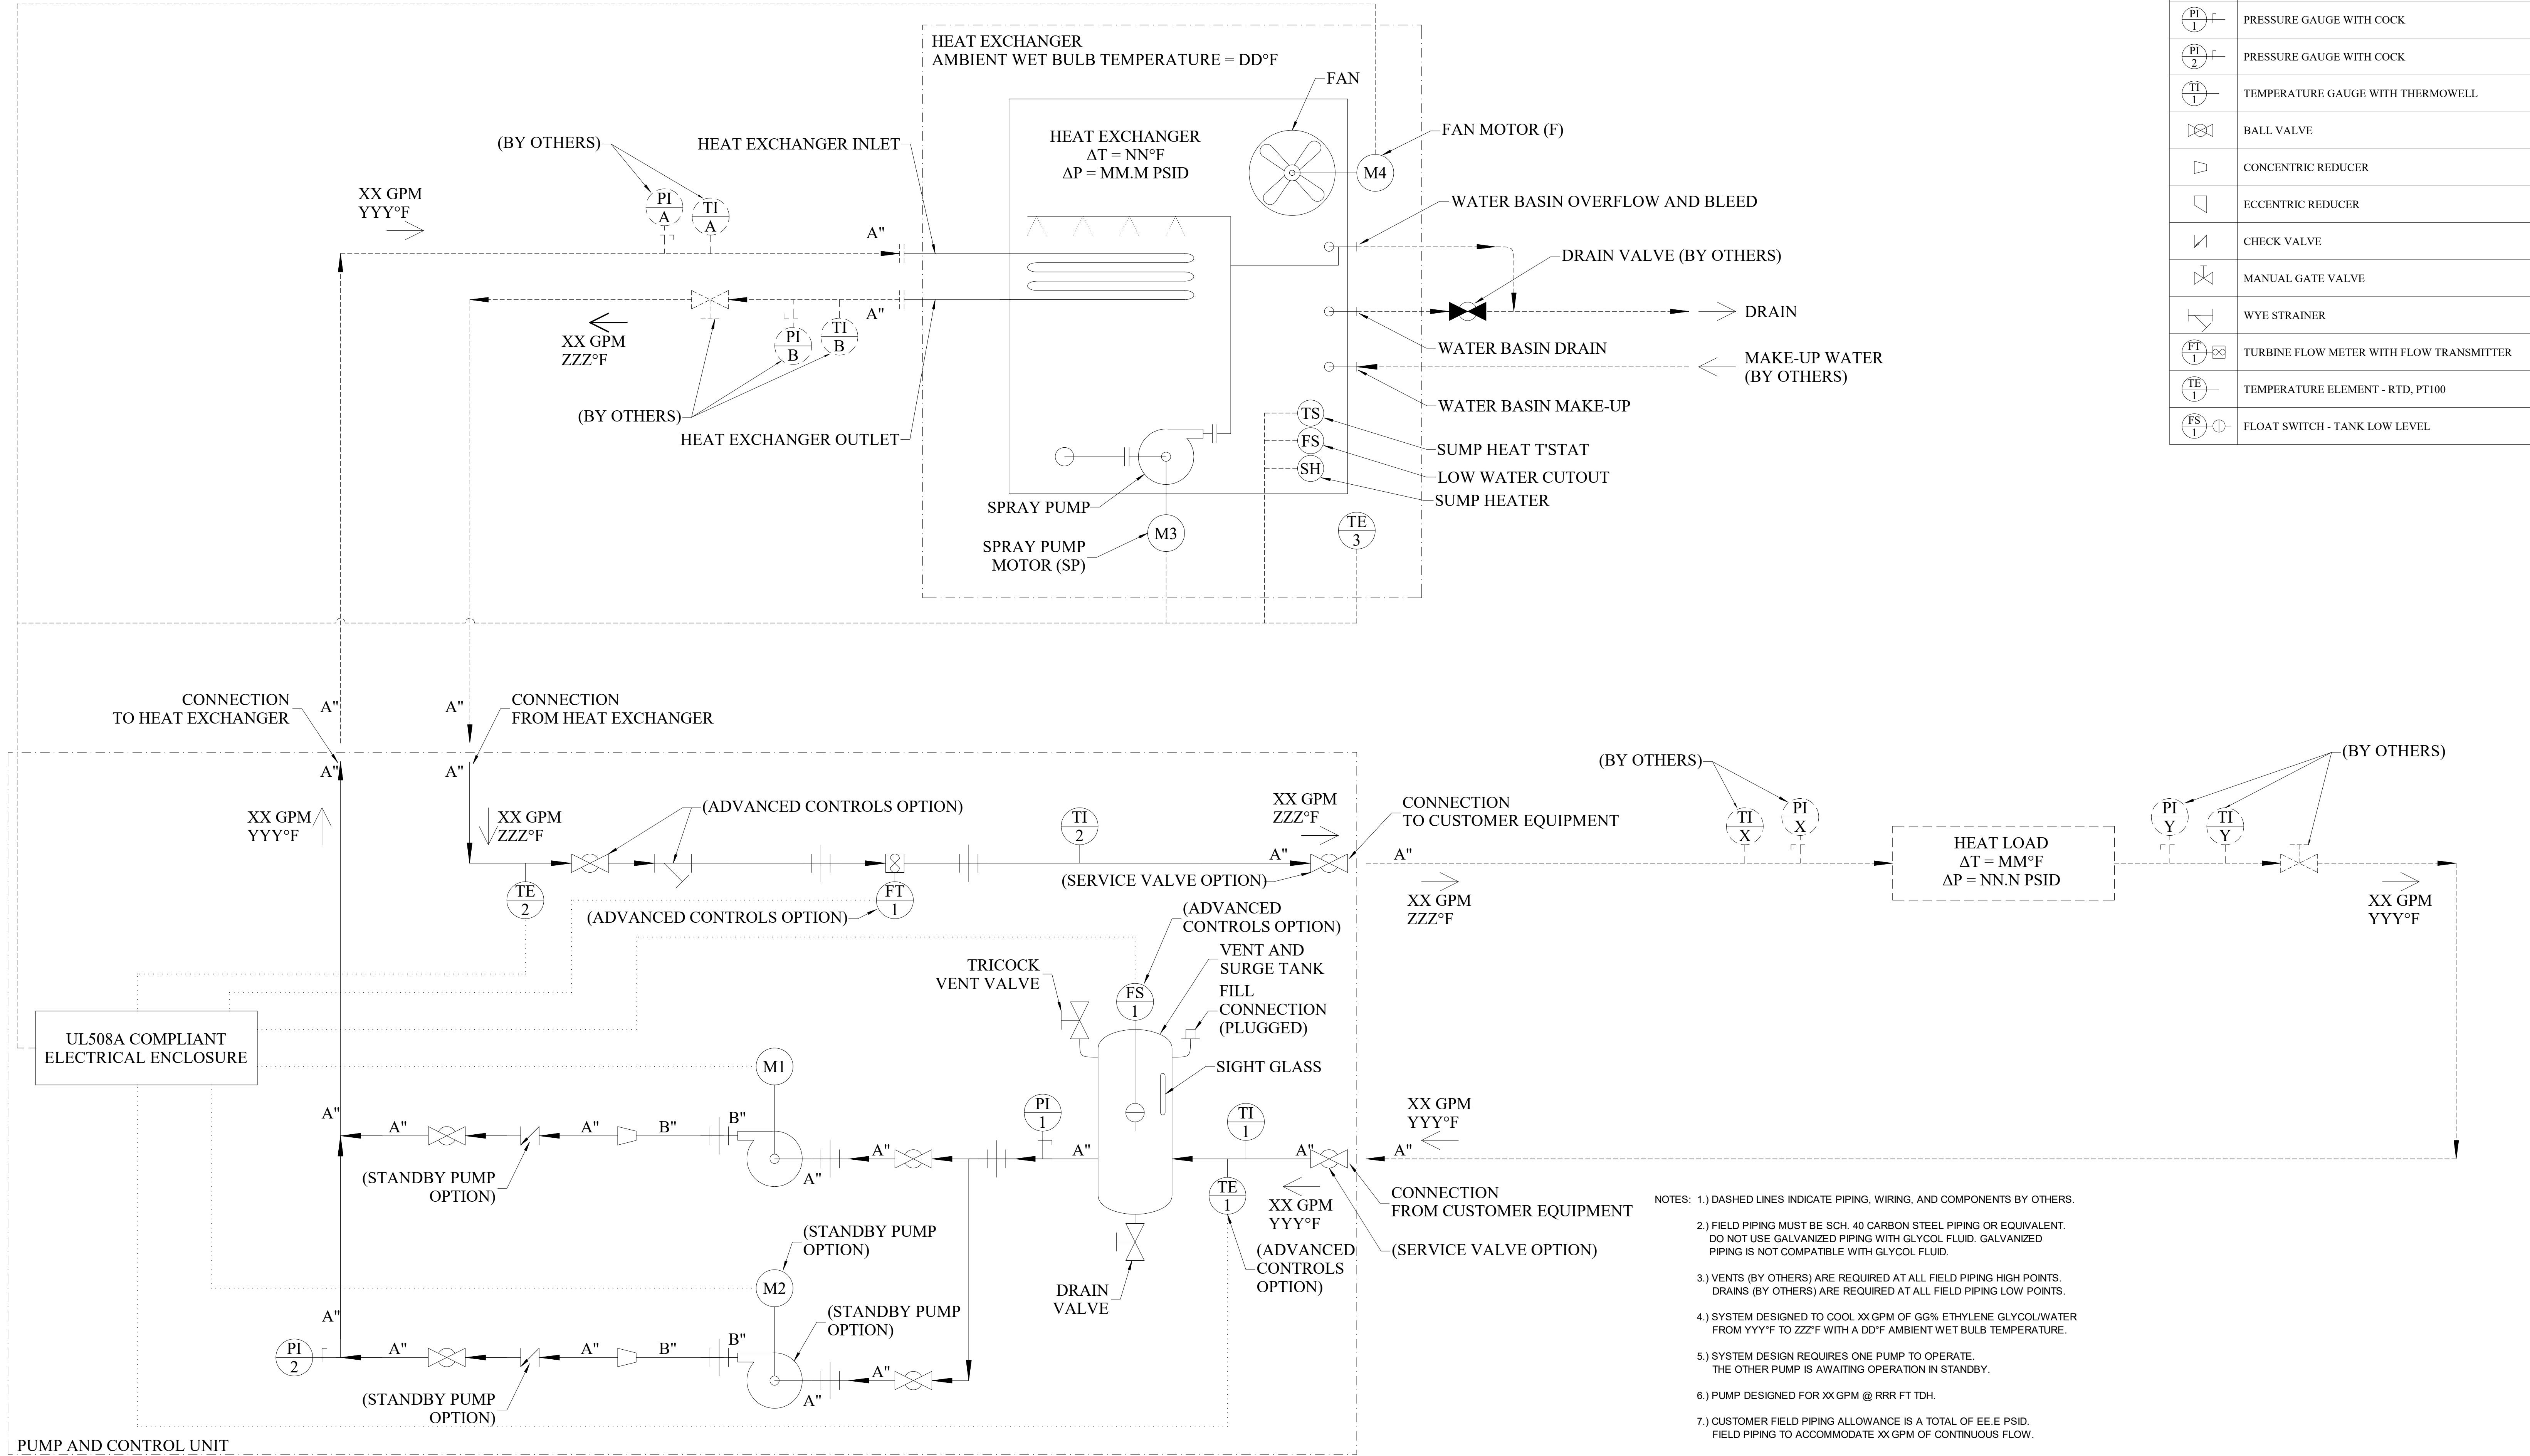 HEAT EXCHANGER
AMBIENT WET BULB TEMPERATURE = DD°F
FAN
HEAT EXCHANGER
ΔT = NN°F
ΔP = MM.M PSID
FAN MOTOR (F)
M4
(BY OTHERS)
HEAT EXCHANGER INLET
XX GPM
YYY°F
PI
A
TI
A
A"
WATER BASIN OVERFLOW AND BLEED
DRAIN VALVE (BY OTHERS)
DRAIN
A"
XX GPM
ZZZ°F
PI
B
TI
B
WATER BASIN DRAIN
MAKE-UP WATER
(BY OTHERS)
(BY OTHERS)
HEAT EXCHANGER OUTLET
WATER BASIN MAKE-UP
TS
FS
SH
SUMP HEAT T'STAT
LOW WATER CUTOUT
SUMP HEATER
SPRAY PUMP
M3
SPRAY PUMP
MOTOR (SP)
TE
3
PI
1
PRESSURE GAUGE WITH COCK
PI
2
PRESSURE GAUGE WITH COCK
TI
1
TEMPERATURE GAUGE WITH THERMOWELL
BALL VALVE
CONCENTRIC REDUCER
ECCENTRIC REDUCER
CHECK VALVE
MANUAL GATE VALVE
WYE STRAINER
FT
1
TURBINE FLOW METER WITH FLOW TRANSMITTER
TE
1
TEMPERATURE ELEMENT - RTD, PT100
FS
1
FLOAT SWITCH - TANK LOW LEVEL
CONNECTION
TO HEAT EXCHANGER
A"
A"
CONNECTION
FROM HEAT EXCHANGER
A"
A"
XX GPM
YYY°F
XX GPM
ZZZ°F
(ADVANCED CONTROLS OPTION)
TI
2
XX GPM
ZZZ°F
CONNECTION
TO CUSTOMER EQUIPMENT
A"
A"
(SERVICE VALVE OPTION)
TE
2
FT
1
(ADVANCED CONTROLS OPTION)
XX GPM
ZZZ°F
(BY OTHERS)
TI
X
PI
X
HEAT LOAD
ΔT = MM°F
ΔP = NN.N PSID
PI
Y
TI
Y
(BY OTHERS)
XX GPM
YYY°F
(ADVANCED
CONTROLS OPTION)
VENT AND
SURGE TANK
TRICOCK
VENT VALVE
FS
1
FILL
CONNECTION
(PLUGGED)
SIGHT GLASS
UL508A COMPLIANT
ELECTRICAL ENCLOSURE
M1
A"
A"
A"
B"
B"
A"
A"
(STANDBY PUMP
OPTION)
PI
1
A"
TI
1
A"
A"
XX GPM
YYY°F
TE
1
XX GPM
YYY°F
(ADVANCED
CONTROLS
OPTION)
CONNECTION
FROM CUSTOMER EQUIPMENT
(SERVICE VALVE OPTION)
DRAIN
VALVE
(STANDBY PUMP
OPTION)
M2
(STANDBY PUMP
OPTION)
A"
PI
2
A"
A"
B"
B"
A"
A"
(STANDBY PUMP
OPTION)
PUMP AND CONTROL UNIT
NOTES: 1.) DASHED LINES INDICATE PIPING, WIRING, AND COMPONENTS BY OTHERS.
2.) FIELD PIPING MUST BE SCH. 40 CARBON STEEL PIPING OR EQUIVALENT.
DO NOT USE GALVANIZED PIPING WITH GLYCOL FLUID. GALVANIZED
PIPING IS NOT COMPATIBLE WITH GLYCOL FLUID.
3.) VENTS (BY OTHERS) ARE REQUIRED AT ALL FIELD PIPING HIGH POINTS.
DRAINS (BY OTHERS) ARE REQUIRED AT ALL FIELD PIPING LOW POINTS.
4.) SYSTEM DESIGNED TO COOL XX GPM OF GG% ETHYLENE GLYCOL/WATER
FROM YYY°F TO ZZZ°F WITH A DD°F AMBIENT WET BULB TEMPERATURE.
5.) SYSTEM DESIGN REQUIRES ONE PUMP TO OPERATE.
THE OTHER PUMP IS AWAITING OPERATION IN STANDBY.
6.) PUMP DESIGNED FOR XX GPM @ RRR FT TDH.
7.) CUSTOMER FIELD PIPING ALLOWANCE IS A TOTAL OF EE.E PSID.
FIELD PIPING TO ACCOMMODATE XX GPM OF CONTINUOUS FLOW.